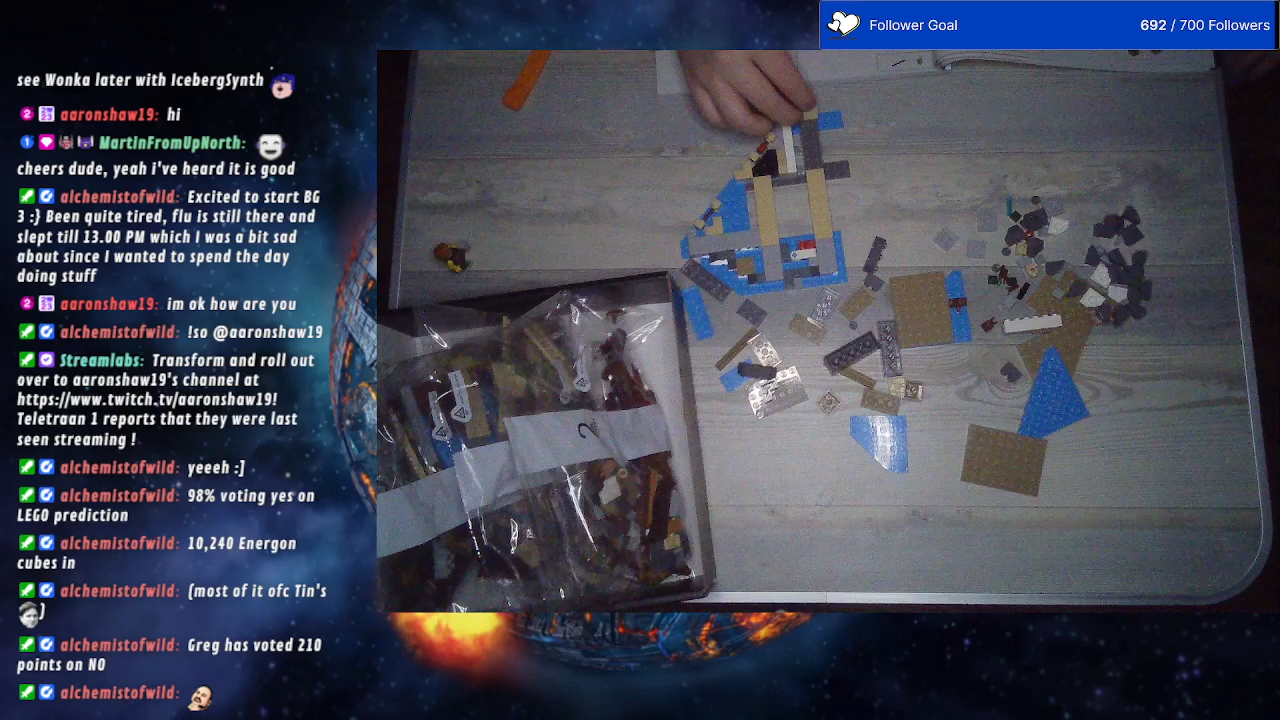 Follower Goal
692 / 700 Followers
see Wonka later with IcebergSynth
aaronshaw19: hi
MartinFromUpNorth:
cheers dude, yeah i've heard it is good
alchemistofwild: Excited to start BG
3 :} Been quite tired, flu is still there and
slept till 13.00 PM which I was a bit sad
about since I wanted to spend the day
doing stuff
aaronshaw19: im ok how are you
alchemistofwild: !so @aaronshaw19
Streamlabs: Transform and roll out
over to aaronshaw19's channel at
https://www.twitch.tv/aaronshaw19!
Teletraan 1 reports that they were last
seen streaming !
alchemistofwild: yeeeh :]
alchemistofwild: 98% voting yes on
LEGO prediction
alchemistofwild: 10,240 Energon
cubes in
alchemistofwild: (most of it ofc Tin's
)
alchemistofwild: Greg has voted 210
points on NO
alchemistofwild:
2